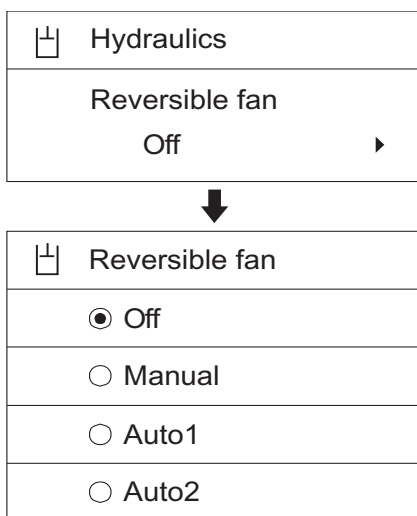 Hydraulics
Reversible fan
Off
Reversible fan
Off
Manual
Auto1
Auto2